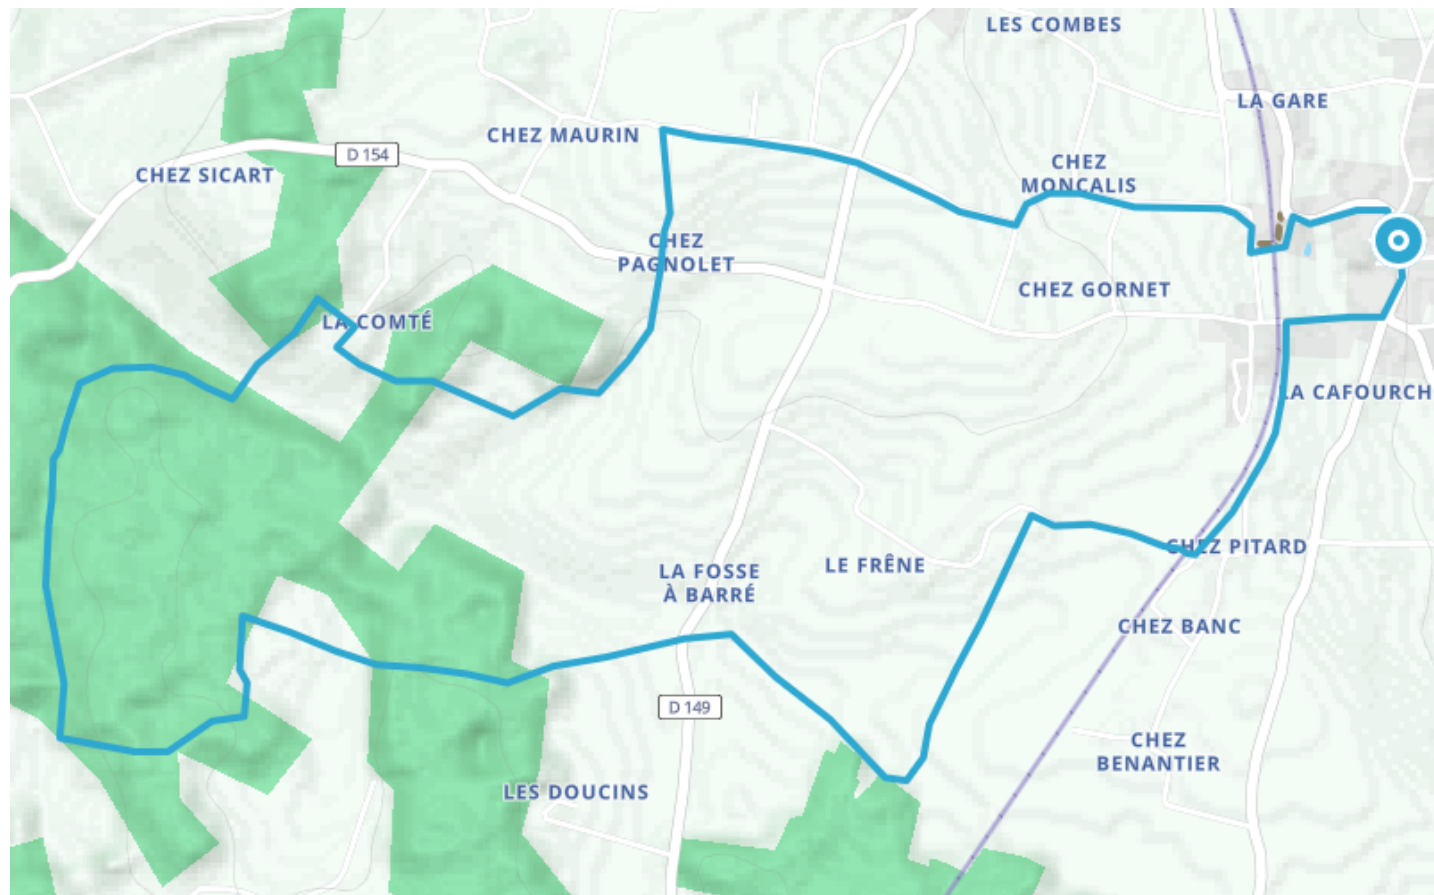 LES COMBES
LA GARE
CHEZ MAURIN
D 154
CHEZ SICART
CHEZ
MONCALIS
CHEZ
PAGNOLET
CHEZ GORNET
LA COMTÉ
LA CAFOURCH
CHEZ PITARD
LE FRÊNE
LA FOSSE
À BARRÉ
CHEZ BANC
D 149
CHEZ
BENANTIER
LES DOUCINS